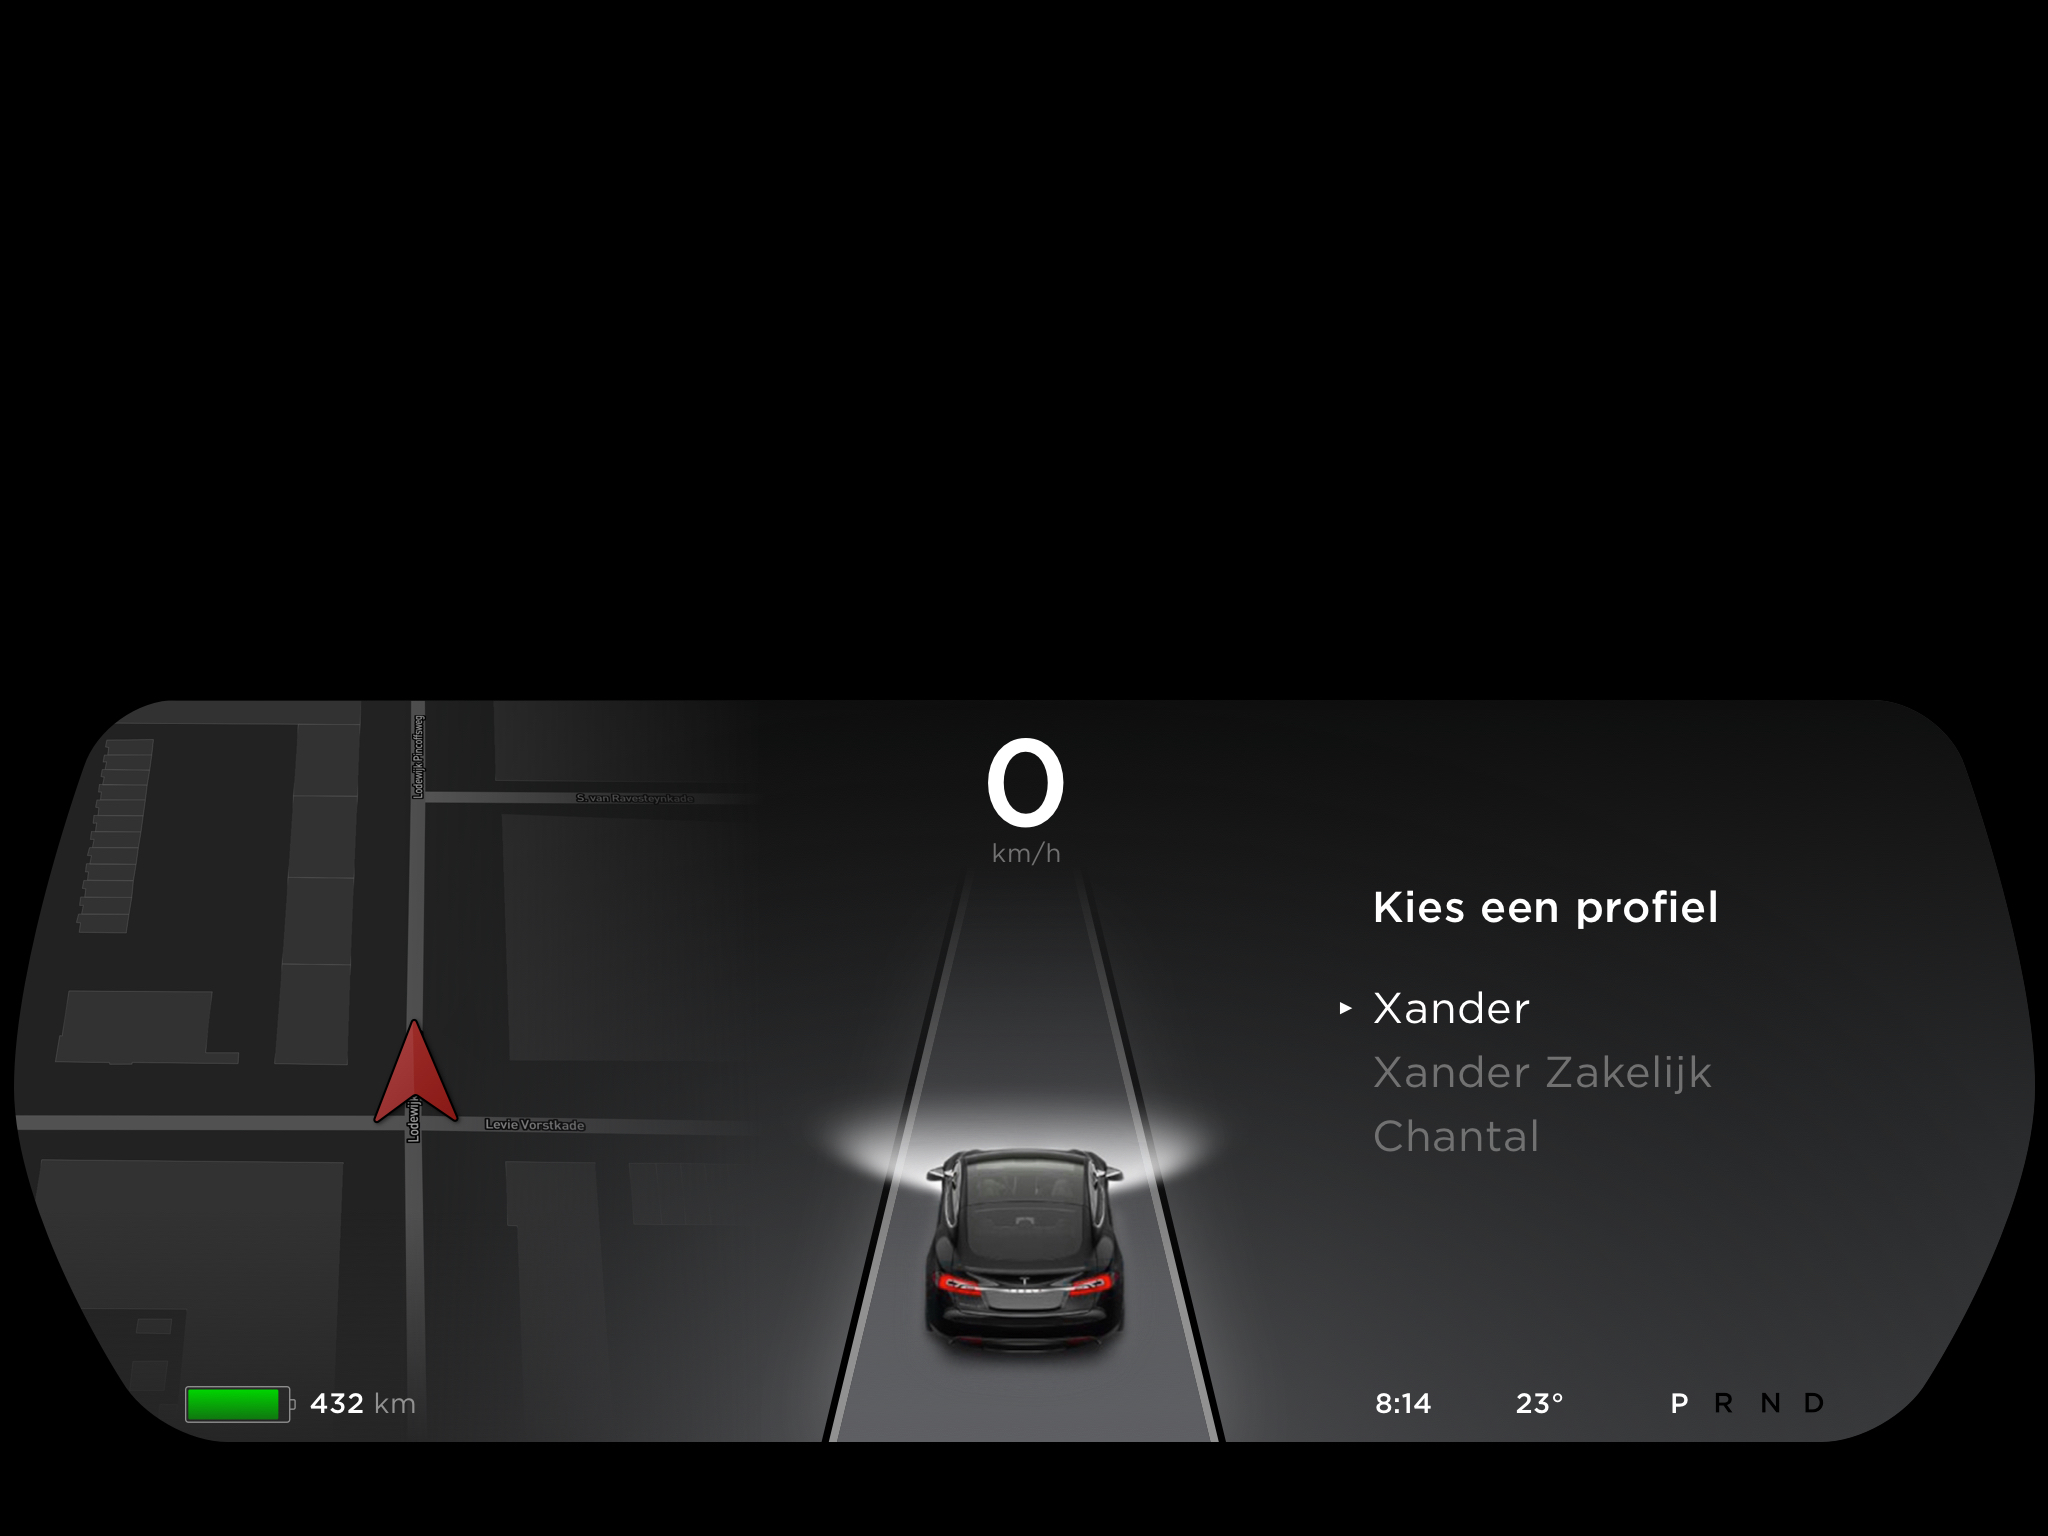 Lodewijk Pincoffsweg
S. van Ravesteynkade
Lodewijk
Levie Vorstkade
432 km
0
km/h
Kies een profiel
Xander
Xander Zakelijk
Chantal
8:14 23° P R N D